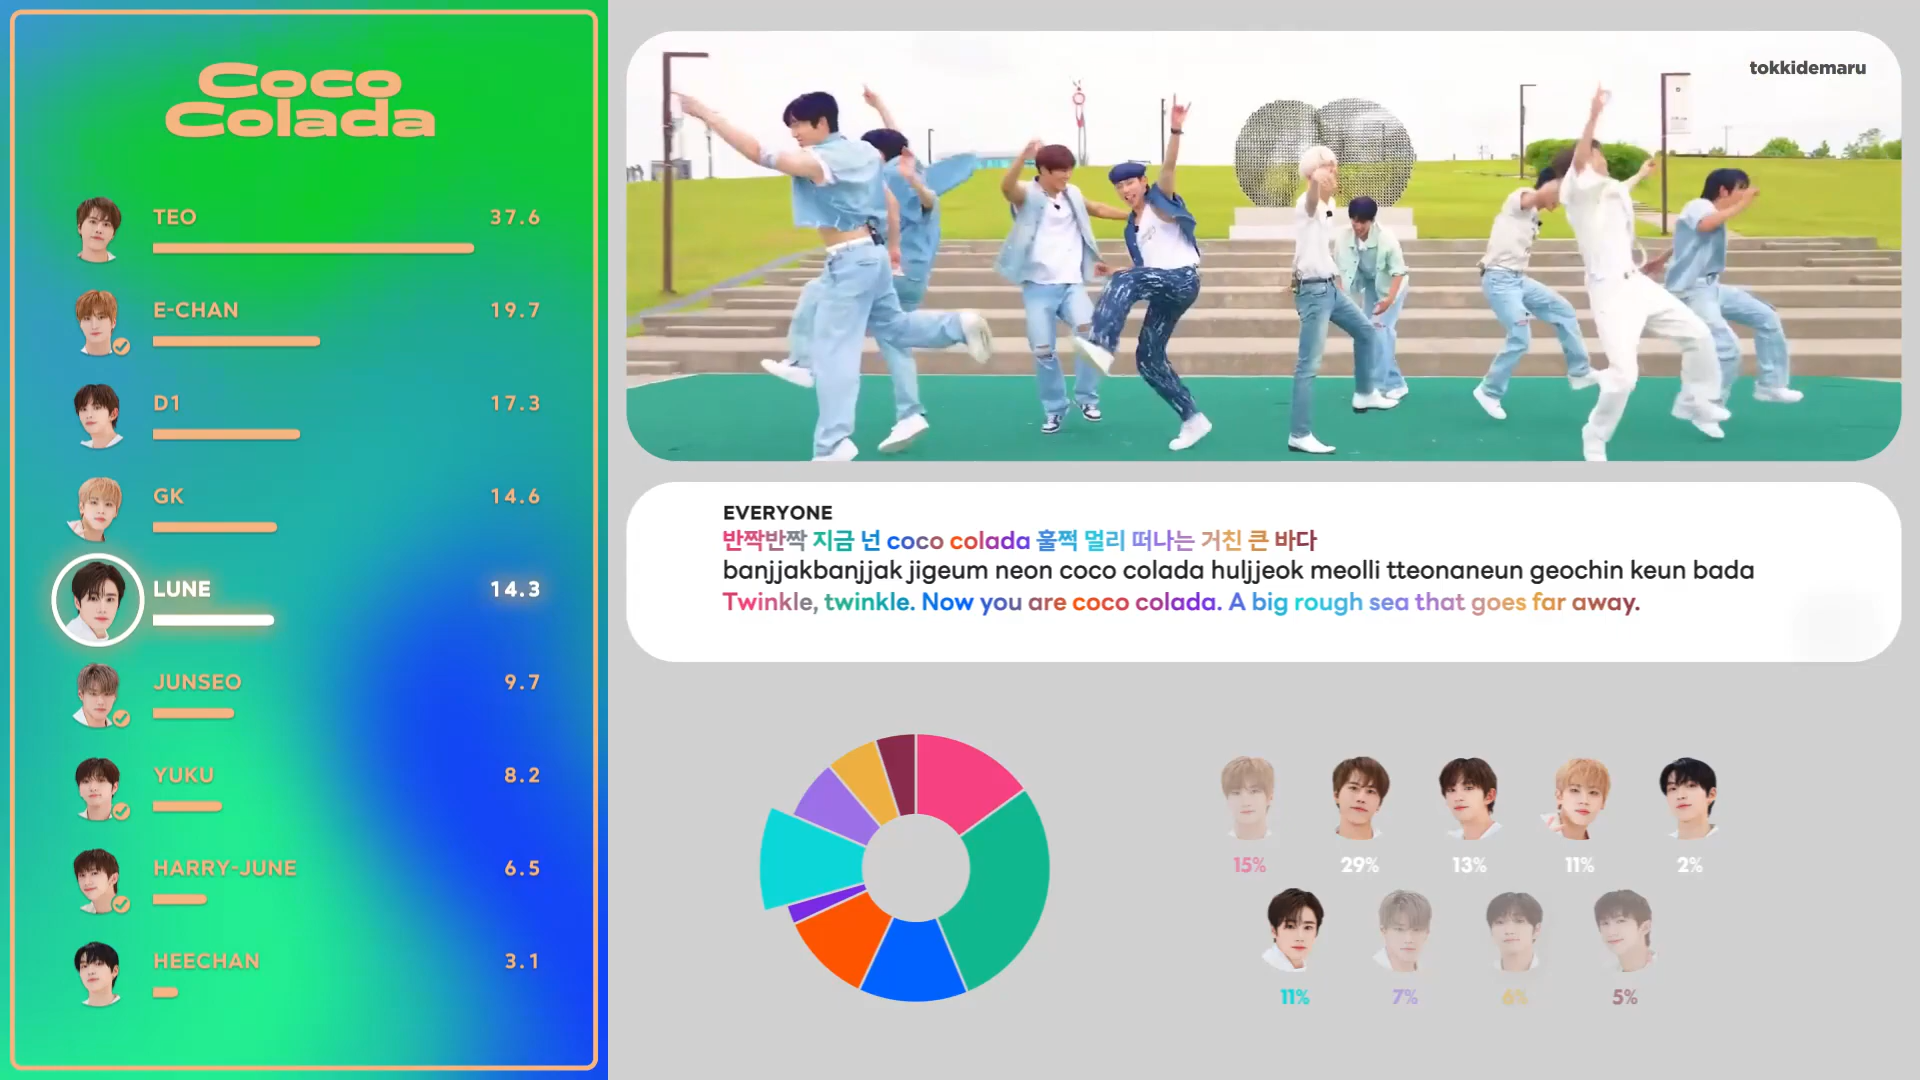 Coco
Colada
TEO 37.6
E-CHAN 19.7
D1 17.3
GK 14.6
LUNE 14.3
JUNSEO 9.7
YUKU 8.2
HARRY-JUNE 6.5
HEECHAN 3.1
tokkidemaru
EVERYONE
반짝반짝 지금 넌 coco colada 훌쩍 멀리 떠나는 거친 큰 바다
banjjakbanjjak jigeum neon coco colada huljjeok meolli tteonaneun geochin keun bada
Twinkle, twinkle. Now you are coco colada. A big rough sea that goes far away.
15% 29% 13% 11% 2%
11% 7% 6% 5%